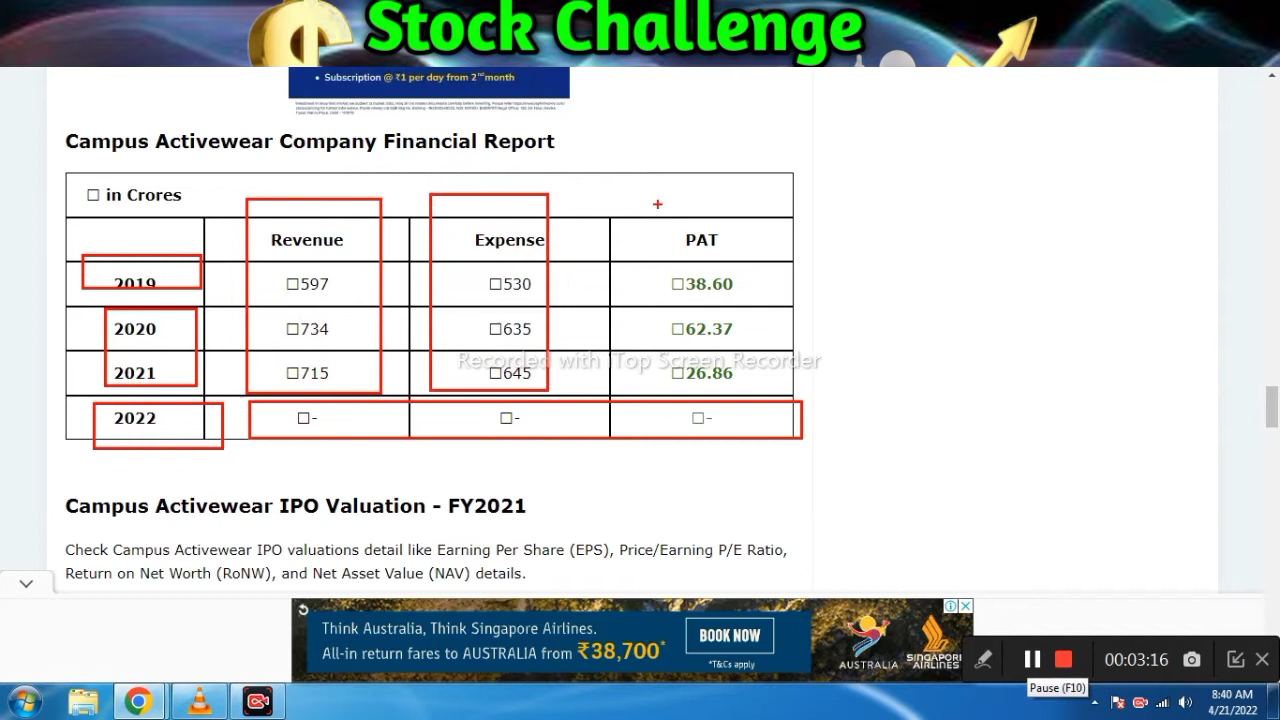 Stock Challenge
• Subscription @ ₹1 per day from 2nd month
Campus Activewear Company Financial Report
☐ in Crores
Revenue Expense PAT
2019 ☐597 ☐530 ☐38.60
2020 ☐734 ☐635 ☐62.37
Recorded with iTop Screen Recorder
2021 ☐715 ☐645 ☐26.86
2022 ☐- ☐- ☐-
Campus Activewear IPO Valuation - FY2021
Check Campus Activewear IPO valuations detail like Earning Per Share (EPS), Price/Earning P/E Ratio,
Return on Net Worth (RoNW), and Net Asset Value (NAV) details.
Think Australia, Think Singapore Airlines.
All-in return fares to AUSTRALIA from ₹38,700*
BOOK NOW
*T&Cs apply
AUSTRALIA
SINGAPORE
AIRLINES
00:03:16
Pause (F10)
8:40 AM
4/21/2022